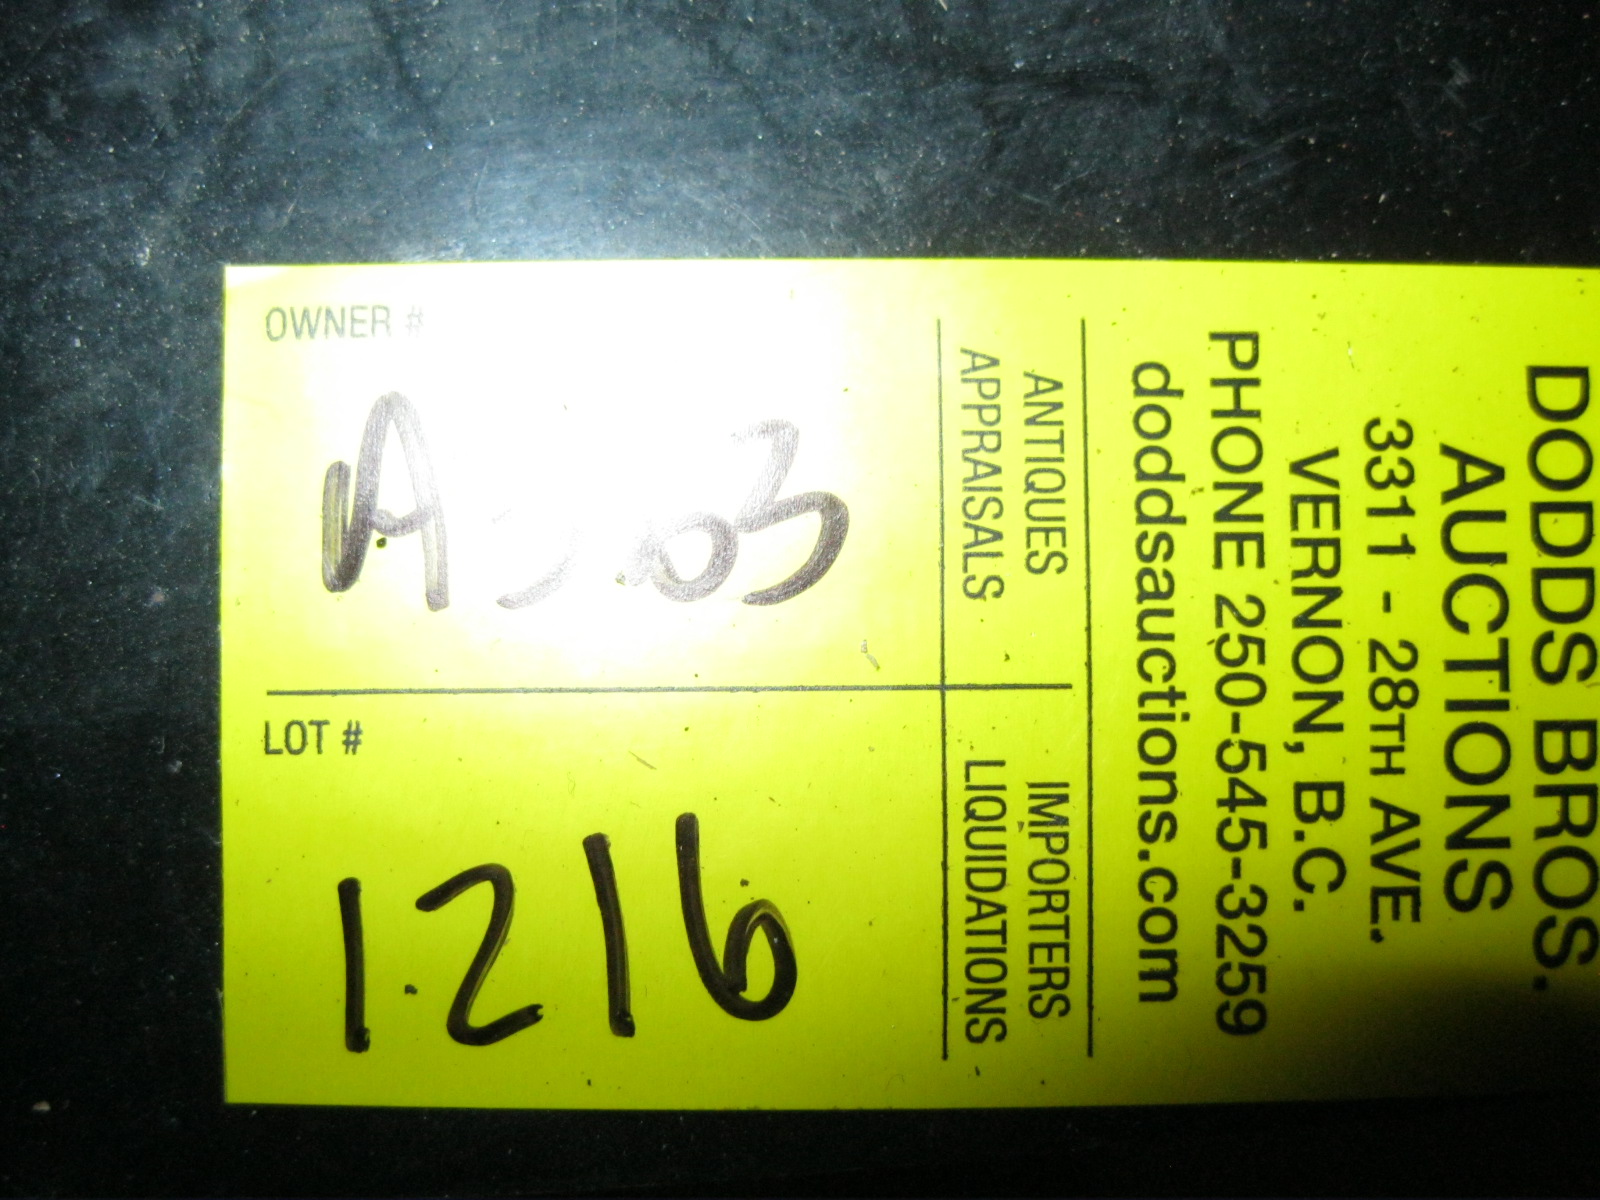 DODDS BROS.
AUCTIONS
3311 - 28TH AVE.
VERNON, B.C.
PHONE 250-545-3259
doddsauctions.com
ANTIQUES
APPRAISALS
IMPORTERS
LIQUIDATIONS
OWNER #
LOT #
1216